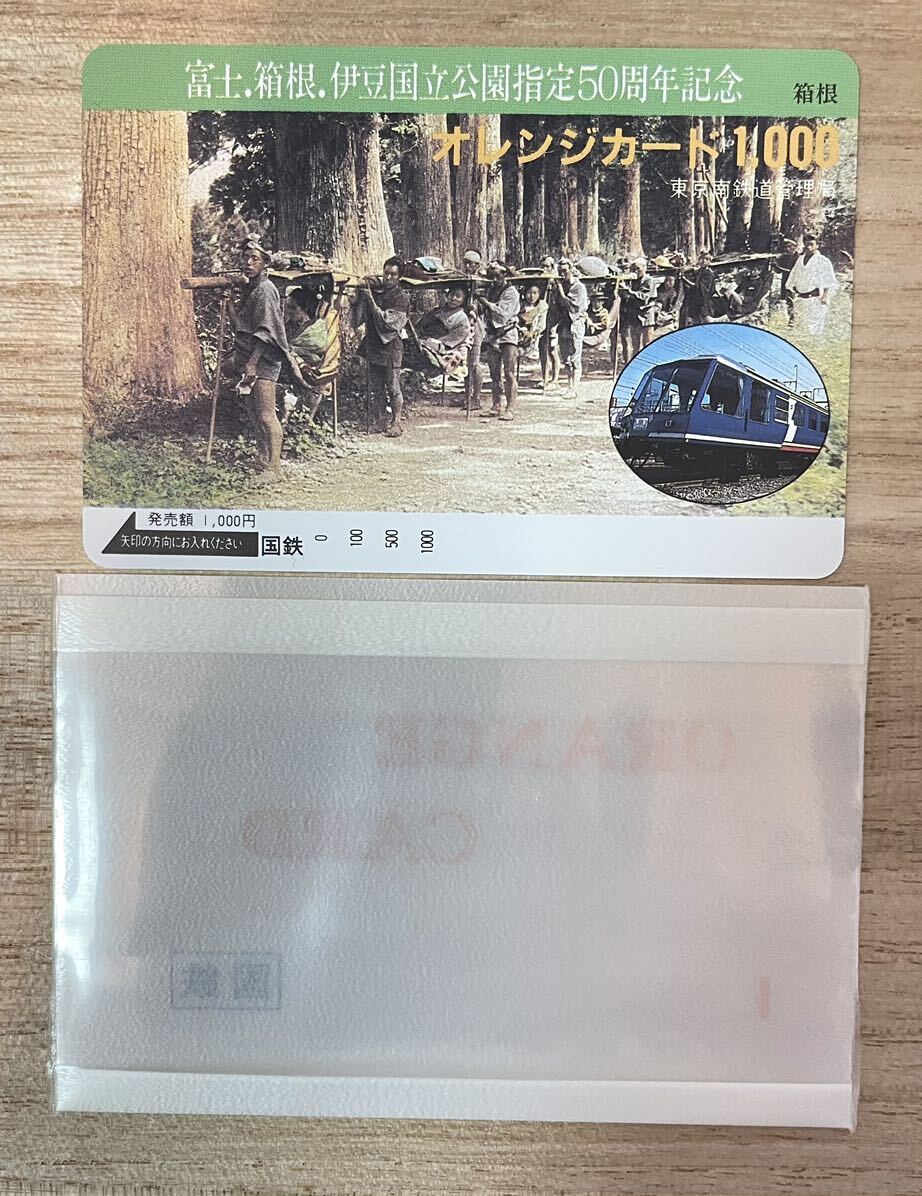 富士.箱根.伊豆国立公園指定50周年記念
箱根
オレンジカード1,000
東京南鉄道管理局
発売額 1,000円
矢印の方向にお入れください
国鉄 0 100 500 1000
ORANGE
CARD
国鉄